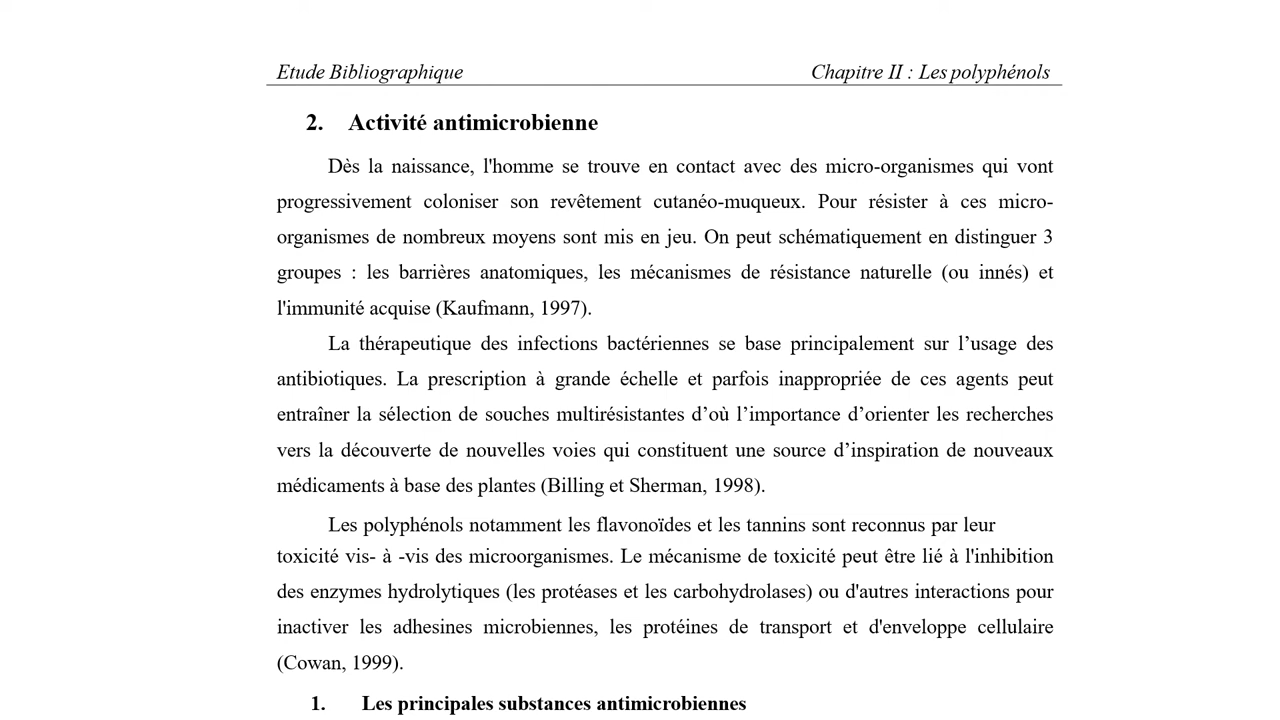 Etude Bibliographique
Chapitre II : Les polyphénols
2. Activité antimicrobienne
Dès la naissance, l'homme se trouve en contact avec des micro-organismes qui vont
progressivement coloniser son revêtement cutanéo-muqueux. Pour résister à ces micro-
organismes de nombreux moyens sont mis en jeu. On peut schématiquement en distinguer 3
groupes : les barrières anatomiques, les mécanismes de résistance naturelle (ou innés) et
l'immunité acquise (Kaufmann, 1997).
La thérapeutique des infections bactériennes se base principalement sur l’usage des
antibiotiques. La prescription à grande échelle et parfois inappropriée de ces agents peut
entraîner la sélection de souches multirésistantes d’où l’importance d’orienter les recherches
vers la découverte de nouvelles voies qui constituent une source d’inspiration de nouveaux
médicaments à base des plantes (Billing et Sherman, 1998).
Les polyphénols notamment les flavonoïdes et les tannins sont reconnus par leur
toxicité vis- à -vis des microorganismes. Le mécanisme de toxicité peut être lié à l'inhibition
des enzymes hydrolytiques (les protéases et les carbohydrolases) ou d'autres interactions pour
inactiver les adhesines microbiennes, les protéines de transport et d'enveloppe cellulaire
(Cowan, 1999).
1. Les principales substances antimicrobiennes